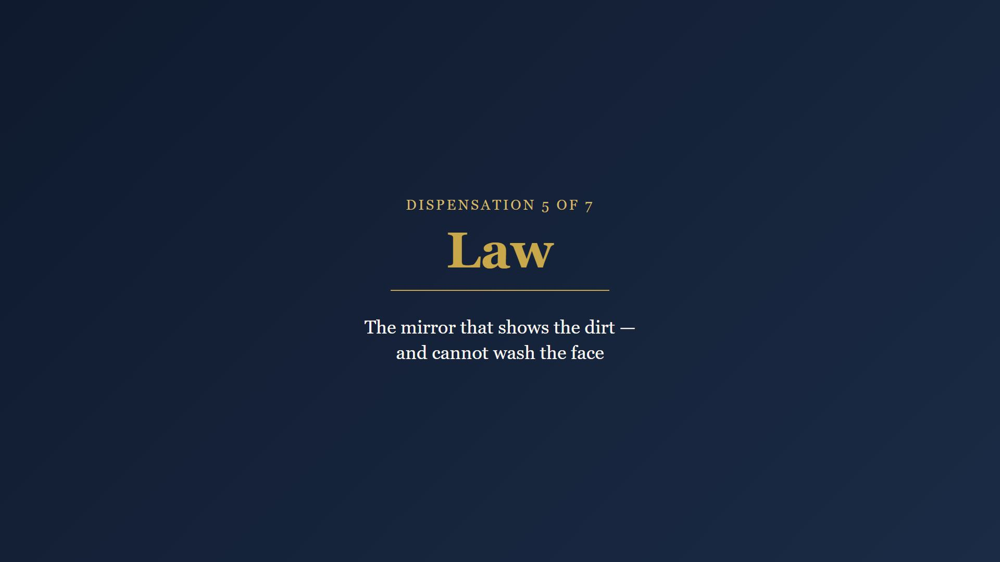 DISPENSATION 5 OF 7
Law
The mirror that shows the dirt —
and cannot wash the face